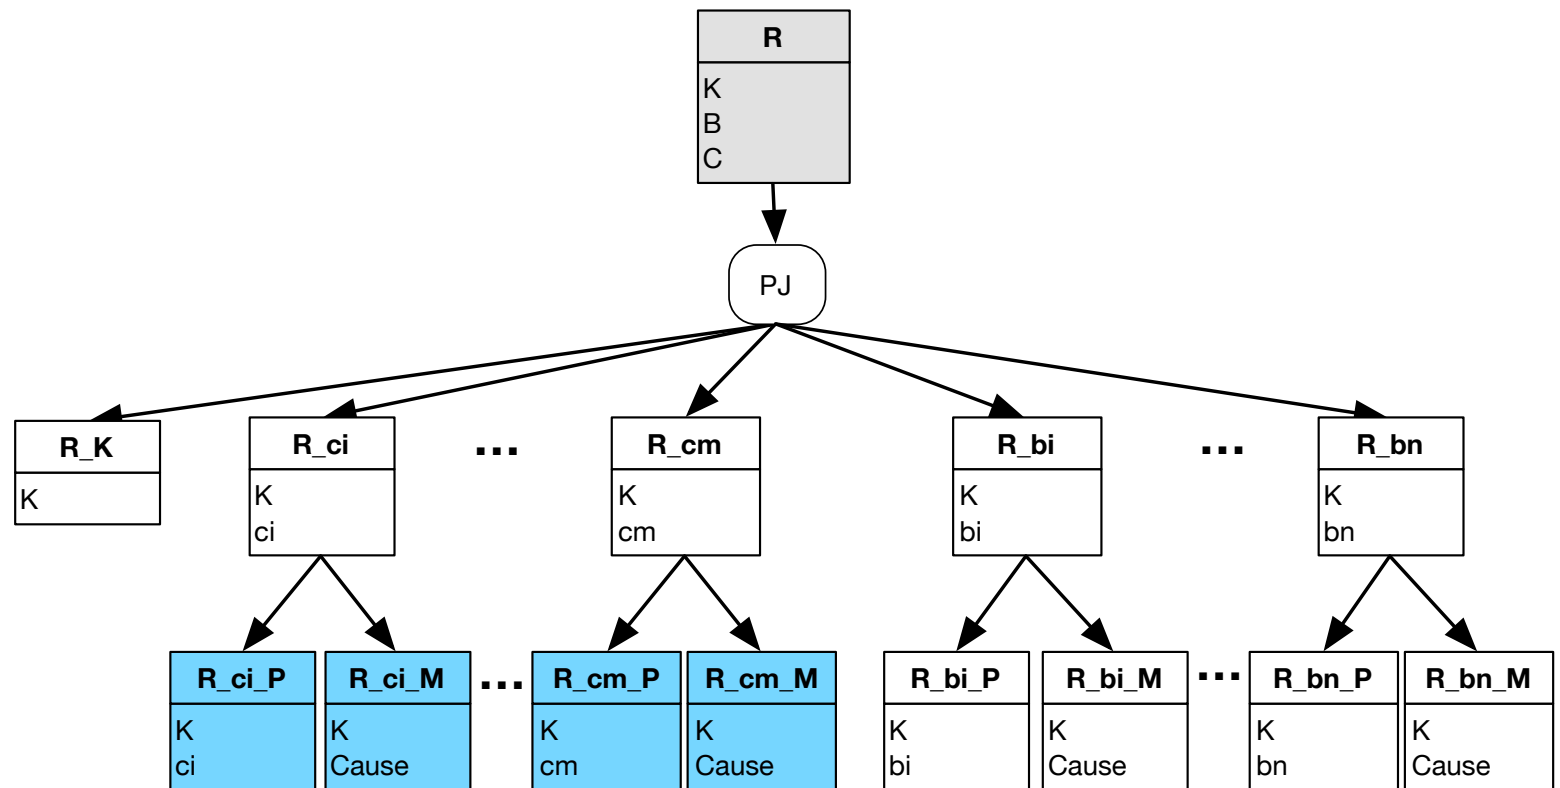 R
K
B
C
PJ
R_K
K
R_ci
K
ci
...
R_cm
K
cm
R_bi
K
bi
...
R_bn
K
bn
R_ci_P
K
ci
R_ci_M
K
Cause
...
R_cm_P
K
cm
R_cm_M
K
Cause
R_bi_P
K
bi
R_bi_M
K
Cause
...
R_bn_P
K
bn
R_bn_M
K
Cause